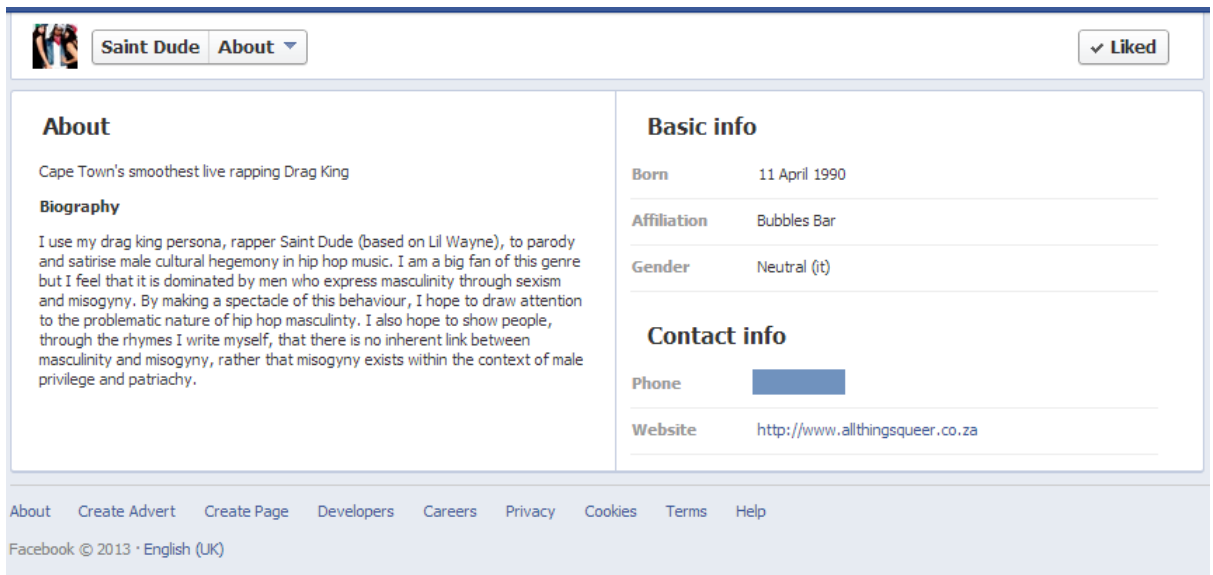 Saint Dude About
Liked
About
Cape Town's smoothest live rapping Drag King
Biography
I use my drag king persona, rapper Saint Dude (based on Lil Wayne), to parody
and satirise male cultural hegemony in hip hop music. I am a big fan of this genre
but I feel that it is dominated by men who express masculinity through sexism
and misogyny. By making a spectacle of this behaviour, I hope to draw attention
to the problematic nature of hip hop masculinty. I also hope to show people,
through the rhymes I write myself, that there is no inherent link between
masculinity and misogyny, rather that misogyny exists within the context of male
privilege and patriachy.
Basic info
Born 11 April 1990
Affiliation Bubbles Bar
Gender Neutral (it)
Contact info
Phone
Website http://www.allthingsqueer.co.za
About Create Advert Create Page Developers Careers Privacy Cookies Terms Help
Facebook © 2013 · English (UK)